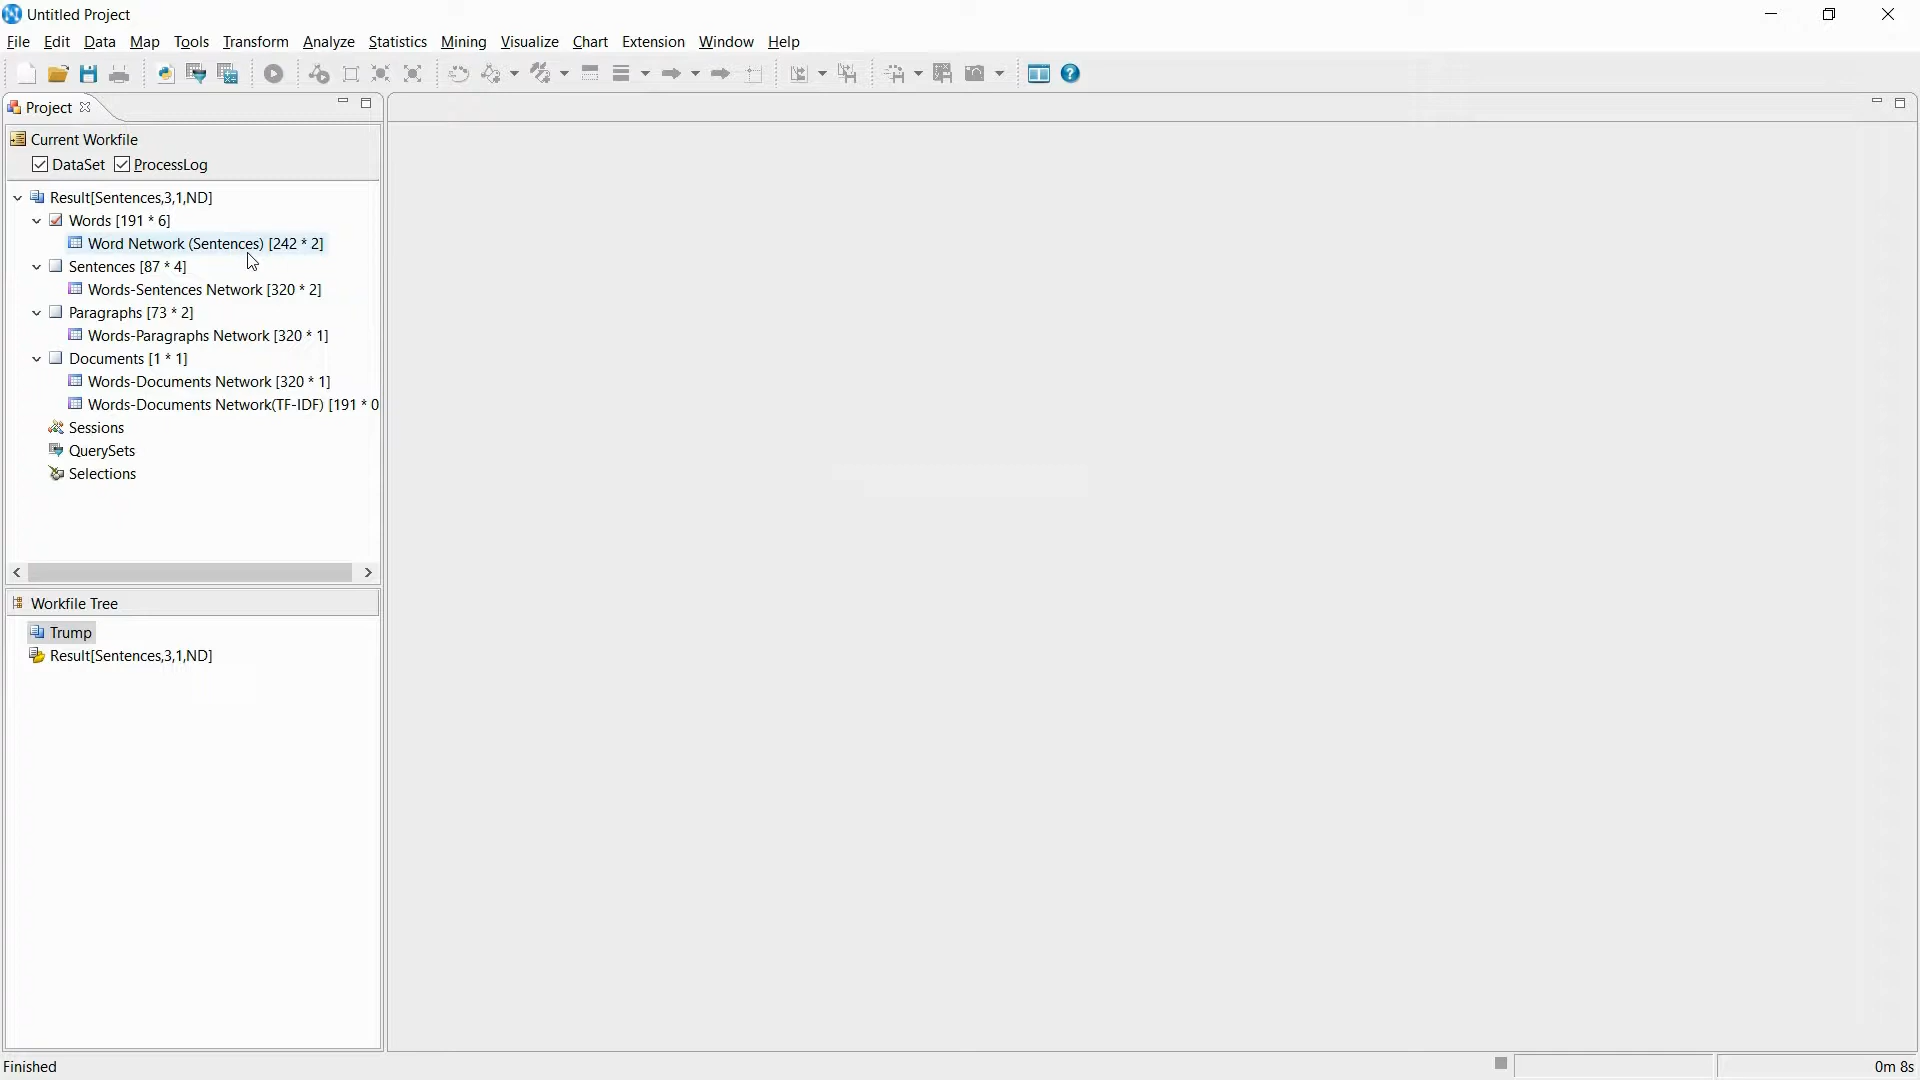 Untitled Project
File Edit Data Map Tools Transform Analyze Statistics Mining Visualize Chart Extension Window Help
Project
Current Workfile
DataSet ProcessLog
Result[Sentences,3,1,ND]
Words [191 * 6]
Word Network (Sentences) [242 * 2]
Sentences [87 * 4]
Words-Sentences Network [320 * 2]
Paragraphs [73 * 2]
Words-Paragraphs Network [320 * 1]
Documents [1 * 1]
Words-Documents Network [320 * 1]
Words-Documents Network(TF-IDF) [191 * 0
Sessions
QuerySets
Selections
Workfile Tree
Trump
Result[Sentences,3,1,ND]
Finished
0m 8s